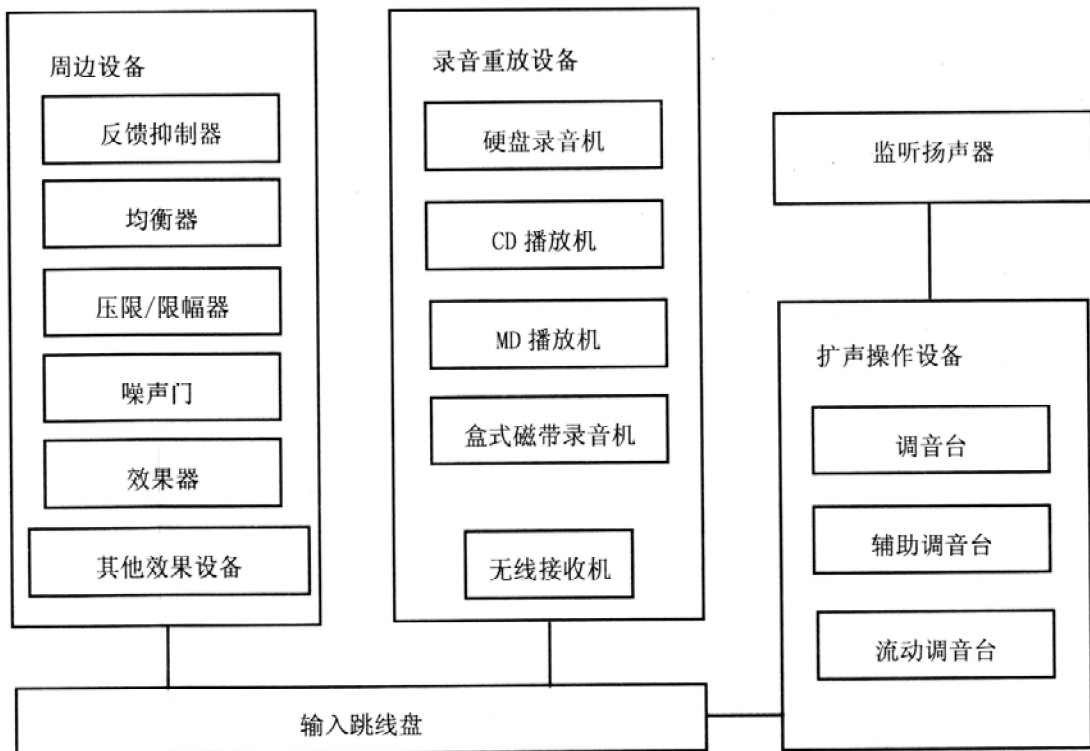 周边设备
反馈抑制器
均衡器
压限/限幅器
噪声门
效果器
其他效果设备
录音重放设备
硬盘录音机
CD 播放机
MD 播放机
盒式磁带录音机
无线接收机
监听扬声器
扩声操作设备
调音台
辅助调音台
流动调音台
输入跳线盘